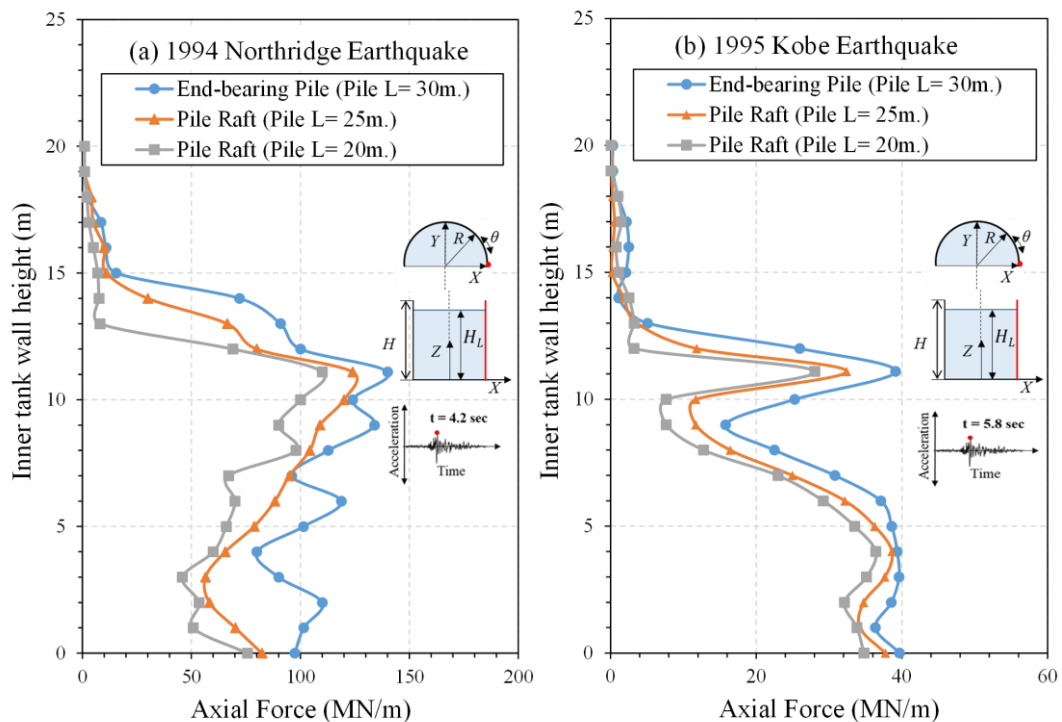 (a) 1994 Northridge Earthquake
End-bearing Pile (Pile L= 30m.)
Pile Raft (Pile L= 25m.)
Pile Raft (Pile L= 20m.)
Inner tank wall height (m)
20
15
10
5
0
0
50
100
150
200
Axial Force (MN/m)
Y
R
θ
X
H
Z
H_L
X
t = 4.2 sec
Acceleration
Time
(b) 1995 Kobe Earthquake
End-bearing Pile (Pile L= 30m.)
Pile Raft (Pile L= 25m.)
Pile Raft (Pile L= 20m.)
Inner tank wall height (m)
20
15
10
5
0
0
20
40
60
Axial Force (MN/m)
Y
R
θ
X
H
Z
H_L
X
t = 5.8 sec
Acceleration
Time